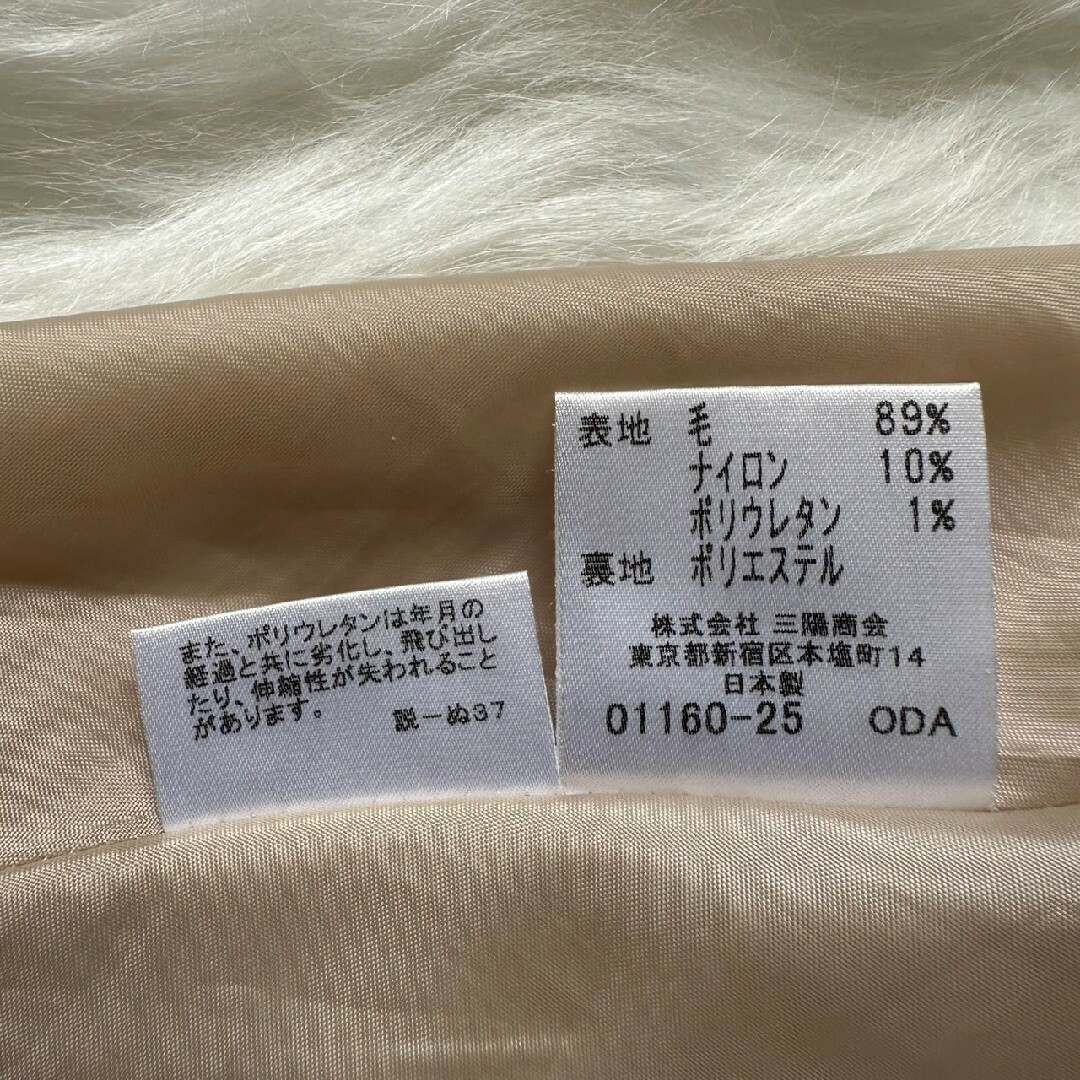 表地 毛 89%
ナイロン 10%
ポリウレタン 1%
裏地 ポリエステル
株式会社 三陽商会
東京都新宿区本塩町14
日本製
01160-25 ODA
また、ポリウレタンは年月の
経過と共に劣化し、飛び出し
たり、伸縮性が失われること
があります。 説-ぬ37